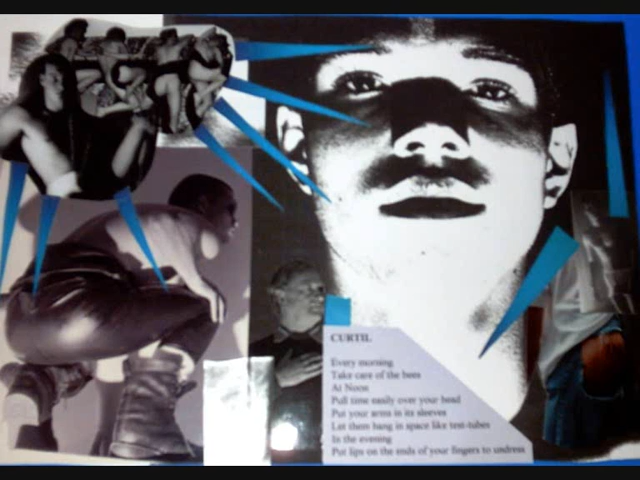 CURTIL
Every morning
Take care of the bees
At Noon
Pull time easily over your head
Put your arms in its sleeves
Let them hang in space like test-tubes
In the evening
Put lips on the ends of your fingers to undress